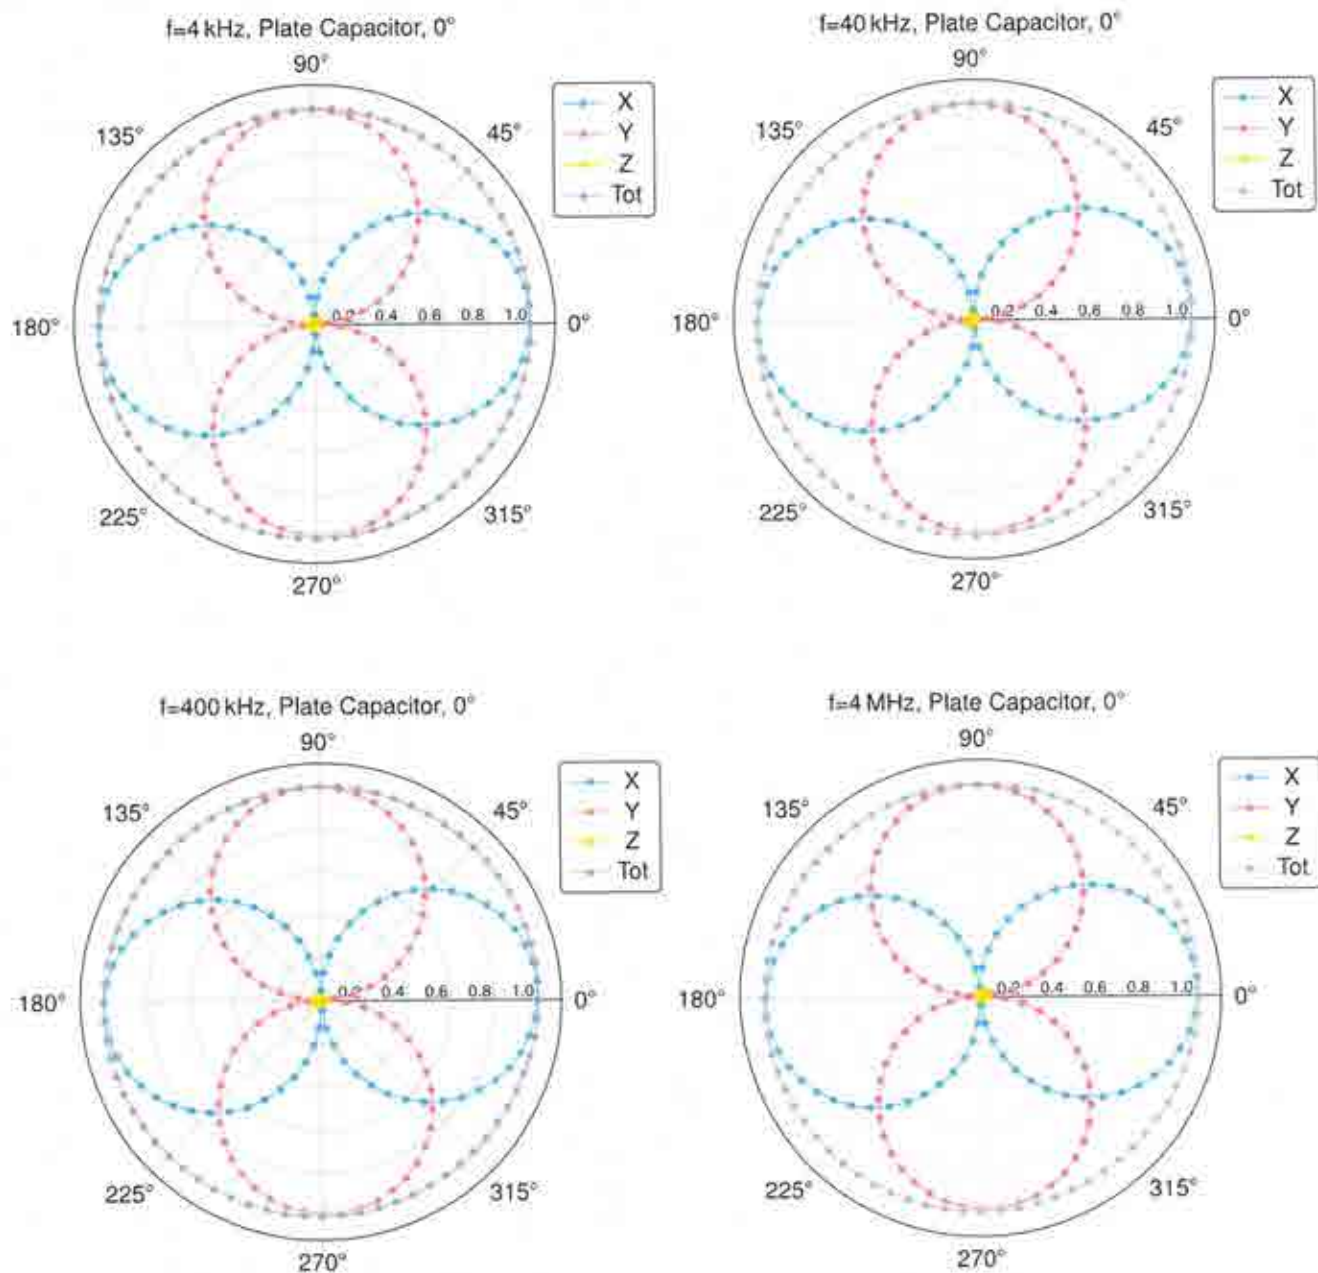 f=4 kHz, Plate Capacitor, 0°
90°
135°
45°
X
Y
Z
Tot
180°
0.2 0.4 0.6 0.8 1.0
0°
225°
315°
270°
f=40 kHz, Plate Capacitor, 0°
90°
135°
45°
X
Y
Z
Tot
180°
0.2 0.4 0.6 0.8 1.0
0°
225°
315°
270°
f=400 kHz, Plate Capacitor, 0°
90°
135°
45°
X
Y
Z
Tot
180°
0.2 0.4 0.6 0.8 1.0
0°
225°
315°
270°
f=4 MHz, Plate Capacitor, 0°
90°
135°
45°
X
Y
Z
Tot
180°
0.2 0.4 0.6 0.8 1.0
0°
225°
315°
270°